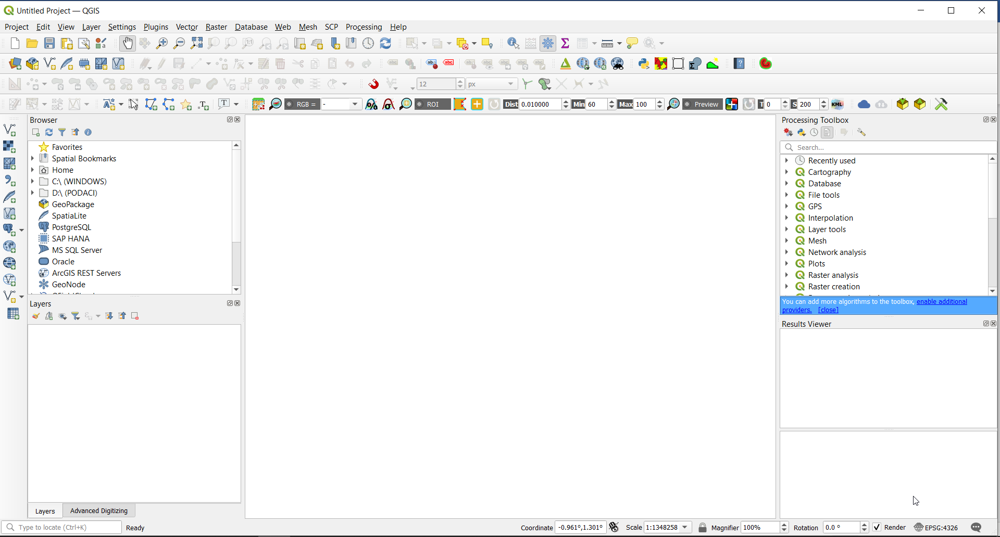 Untitled Project — QGIS
Project Edit View Layer Settings Plugins Vector Raster Database Web Mesh SCP Processing Help
12 px
RGB = - ROI Dist 0.010000 Min 60 Max 100 Preview T 0 S 200 KML
Browser
Favorites
Spatial Bookmarks
Home
C:\ (WINDOWS)
D:\ (PODACI)
GeoPackage
SpatiaLite
PostgreSQL
SAP HANA
MS SQL Server
Oracle
ArcGIS REST Servers
GeoNode
Layers
Layers Advanced Digitizing
Processing Toolbox
Search...
Recently used
Cartography
Database
File tools
GPS
Interpolation
Layer tools
Mesh
Network analysis
Plots
Raster analysis
Raster creation
You can add more algorithms to the toolbox, enable additional
providers. [close]
Results Viewer
Type to locate (Ctrl+K) Ready Coordinate -0.961°,1.301° Scale 1:1348258 Magnifier 100% Rotation 0.0 ° Render EPSG:4326